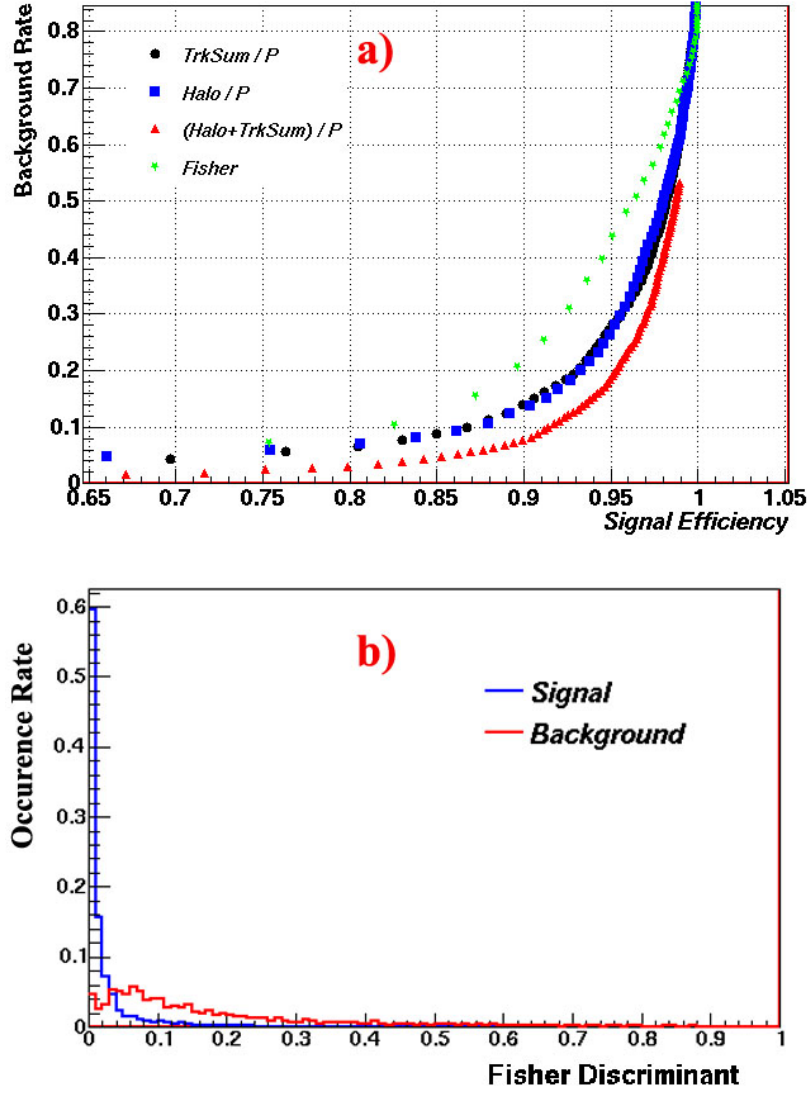 Background Rate
0.8
0.7
0.6
0.5
0.4
0.3
0.2
0.1
0
a)
TrkSum / P
Halo / P
(Halo+TrkSum) / P
Fisher
0.65 0.7 0.75 0.8 0.85 0.9 0.95 1 1.05
Signal Efficiency
Occurence Rate
0.6
0.5
0.4
0.3
0.2
0.1
0
b)
Signal
Background
0 0.1 0.2 0.3 0.4 0.5 0.6 0.7 0.8 0.9 1
Fisher Discriminant